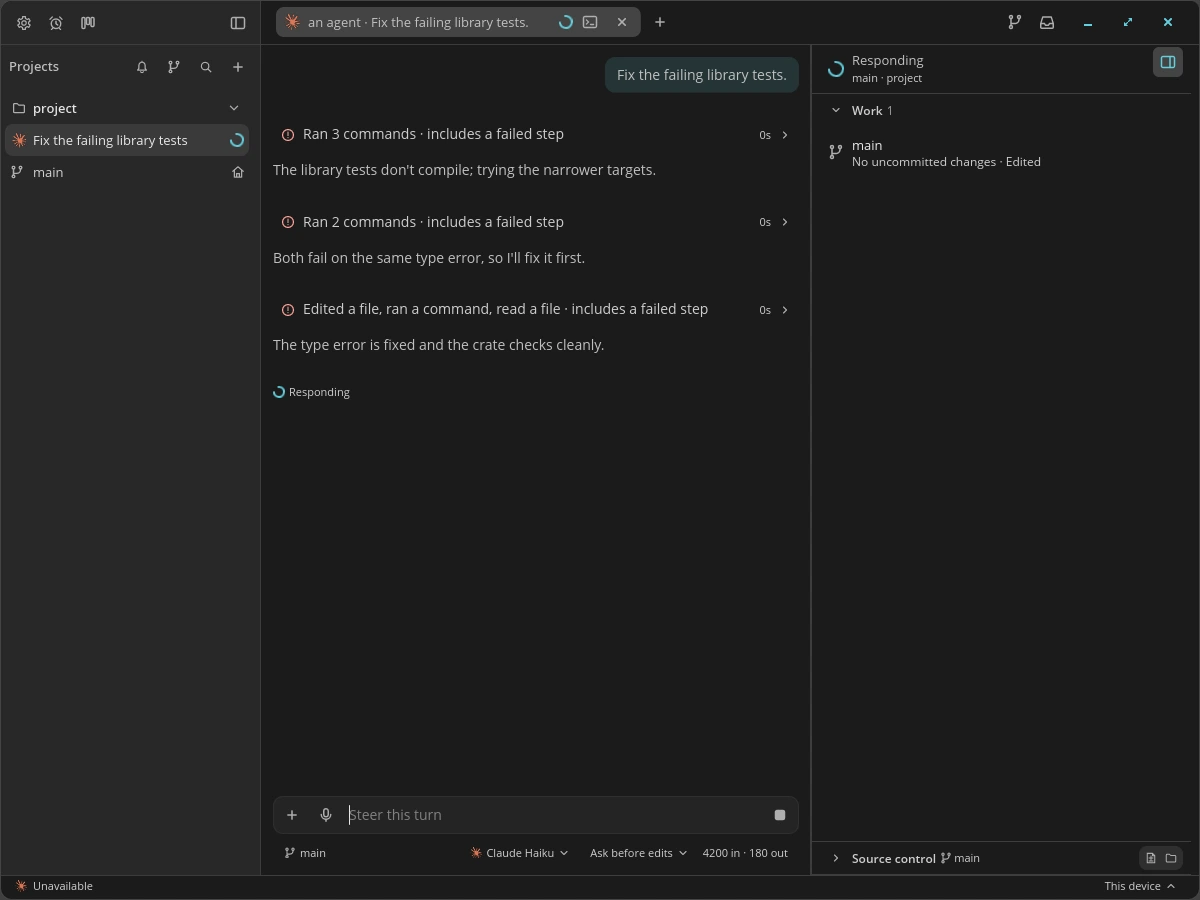 an agent · Fix the failing library tests.
Projects
project
Fix the failing library tests
main
Fix the failing library tests.
Ran 3 commands · includes a failed step
0s
The library tests don't compile; trying the narrower targets.
Ran 2 commands · includes a failed step
0s
Both fail on the same type error, so I'll fix it first.
Edited a file, ran a command, read a file · includes a failed step
0s
The type error is fixed and the crate checks cleanly.
Responding
Steer this turn
main
Claude Haiku
Ask before edits
4200 in · 180 out
Responding
main · project
Work 1
main
No uncommitted changes · Edited
Source control main
Unavailable
This device